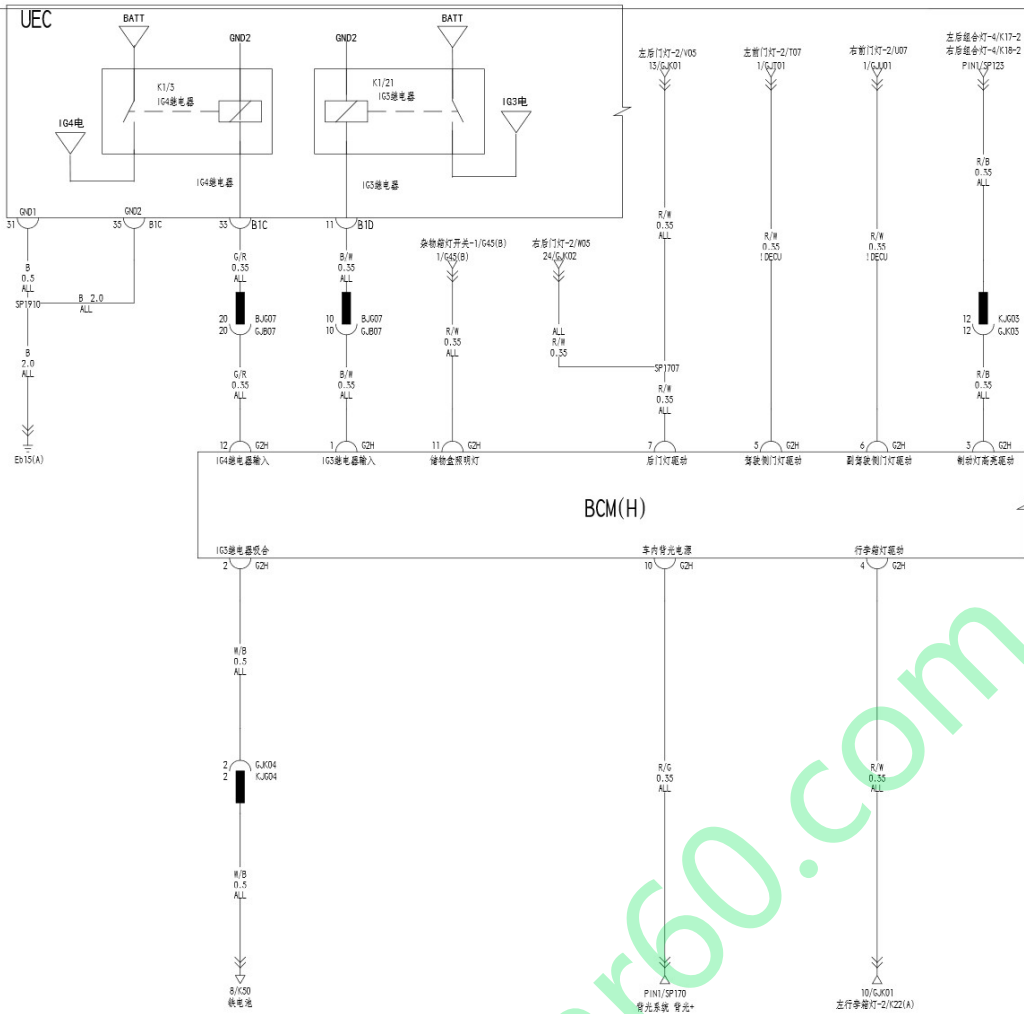 UEC
BATT
BATT
GND2
GND2
K1/3
IG4继电器
K1/21
IG3继电器
IG4电
IG3电
IG4继电器
IG3继电器
GND1
GND2
31
35 B1C
33 B1C
11 B1D
左后门灯-2/V05
13/GJK01
左前门灯-2/T07
1/GJT01
右前门灯-2/U07
1/GJU01
左后组合灯-4/K17-2
右后组合灯-4/K18-2
PIN1/SP123
杂物箱灯开关-1/G45(B)
1/G45(B)
右后门灯-2/W05
24/GJK02
B
0.5
ALL
SP1910
B 2.0
ALL
B
2.0
ALL
Eb15(A)
G/R
0.35
ALL
20 BJG07
20 GJB07
G/R
0.35
ALL
B/W
0.35
ALL
10 BJG07
10 GJB07
B/W
0.35
ALL
R/W
0.35
ALL
ALL
R/W
0.35
R/W
0.35
ALL
SP1707
R/W
0.35
ALL
R/W
0.35
!DECU
R/W
0.35
!DECU
R/B
0.35
ALL
12 KJG03
12 GJK03
R/B
0.35
ALL
12 G2H
IG4继电器输入
1 G2H
IG3继电器输入
11 G2H
储物盒照明灯
7
后门灯驱动
5 G2H
驾驶侧门灯驱动
6 G2H
副驾驶侧门灯驱动
3 G2H
制动灯高亮驱动
BCM(H)
IG3继电器吸合
2 G2H
车内背光电源
10 G2H
行李箱灯驱动
4 G2H
W/B
0.5
ALL
2 GJK04
2 KJG04
W/B
0.5
ALL
8/K50
铁电池
R/G
0.35
ALL
PIN1/SP170
背光系统 背光+
R/W
0.35
ALL
10/GJK01
左行李箱灯-2/K22(A)
r60.com